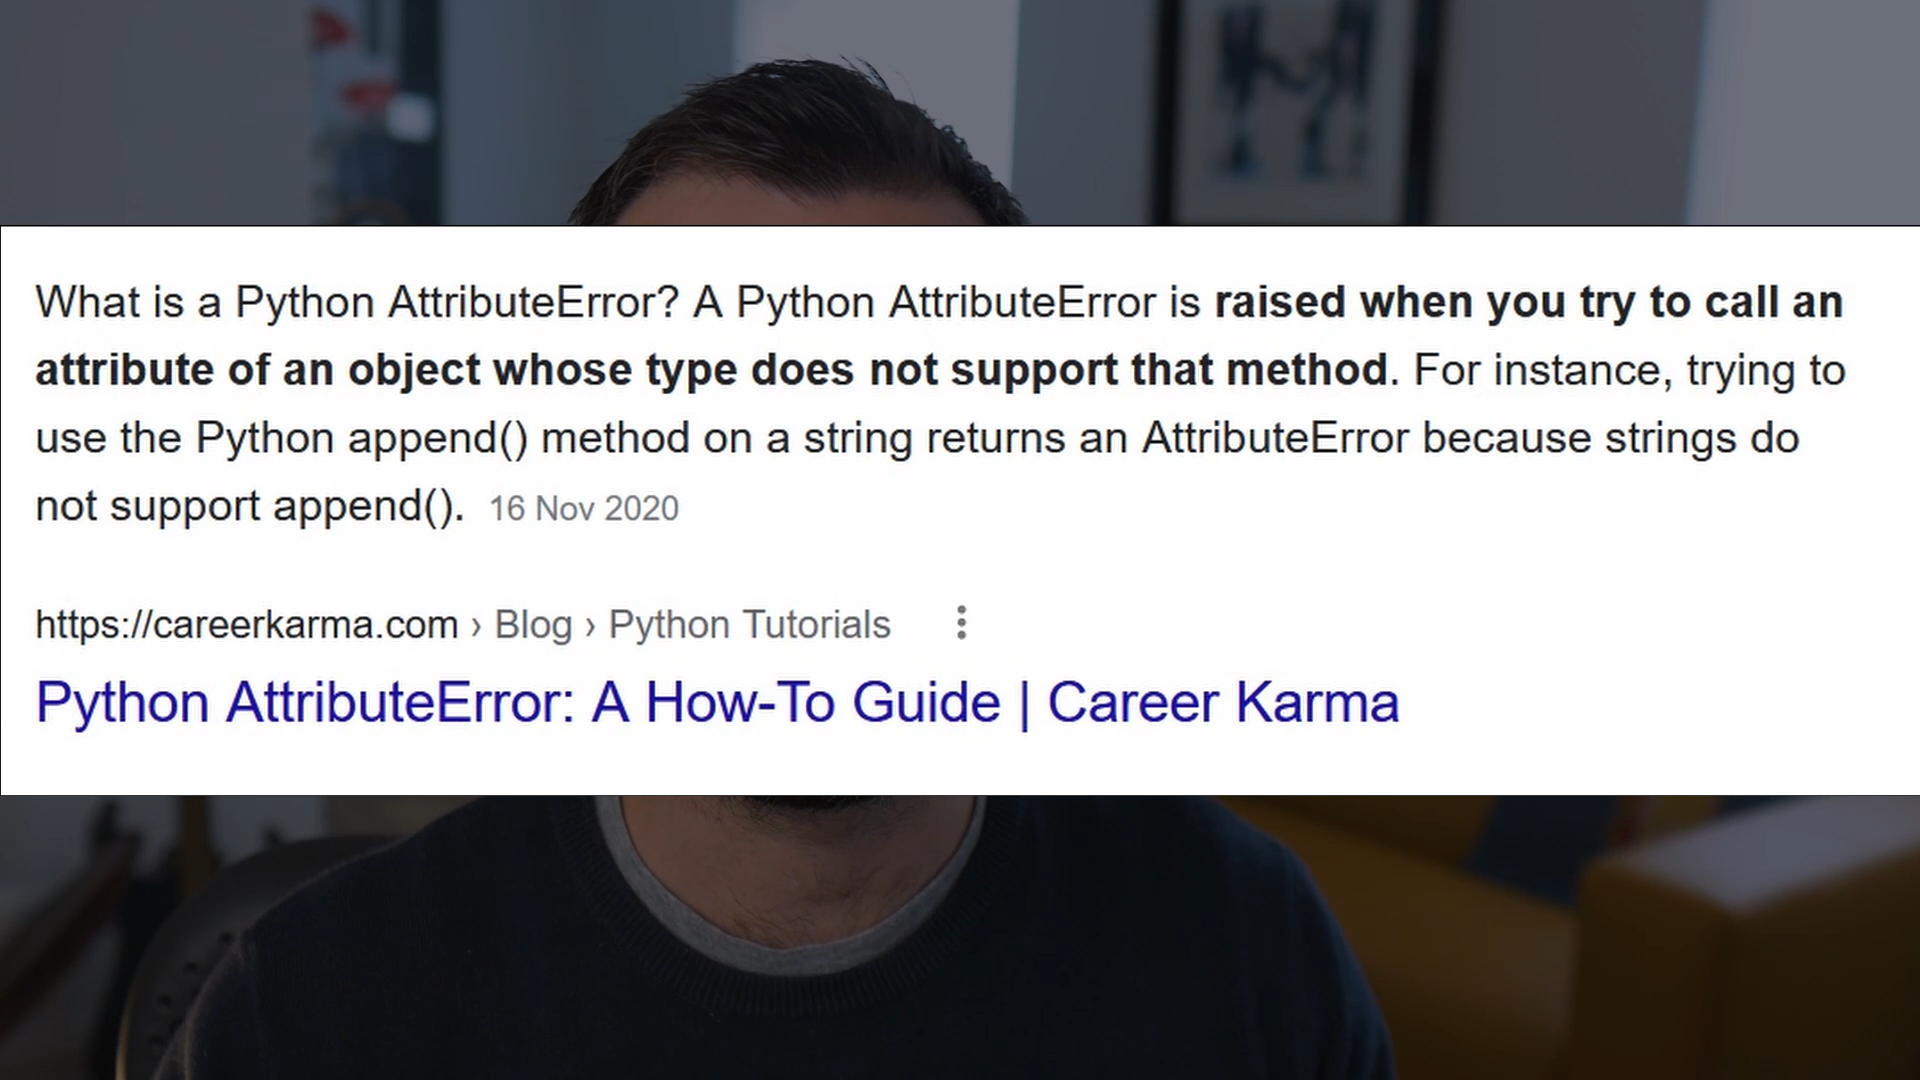 What is a Python AttributeError? A Python AttributeError is raised when you try to call an
attribute of an object whose type does not support that method. For instance, trying to
use the Python append() method on a string returns an AttributeError because strings do
not support append(). 16 Nov 2020
https://careerkarma.com › Blog › Python Tutorials
Python AttributeError: A How-To Guide | Career Karma